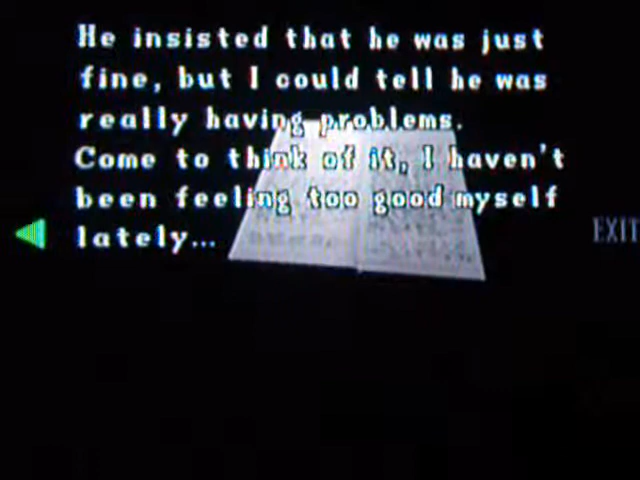 He insisted that he was just
fine, but I could tell he was
really having problems.
Come to think of it, I haven't
been feeling too good myself
lately...
EXIT